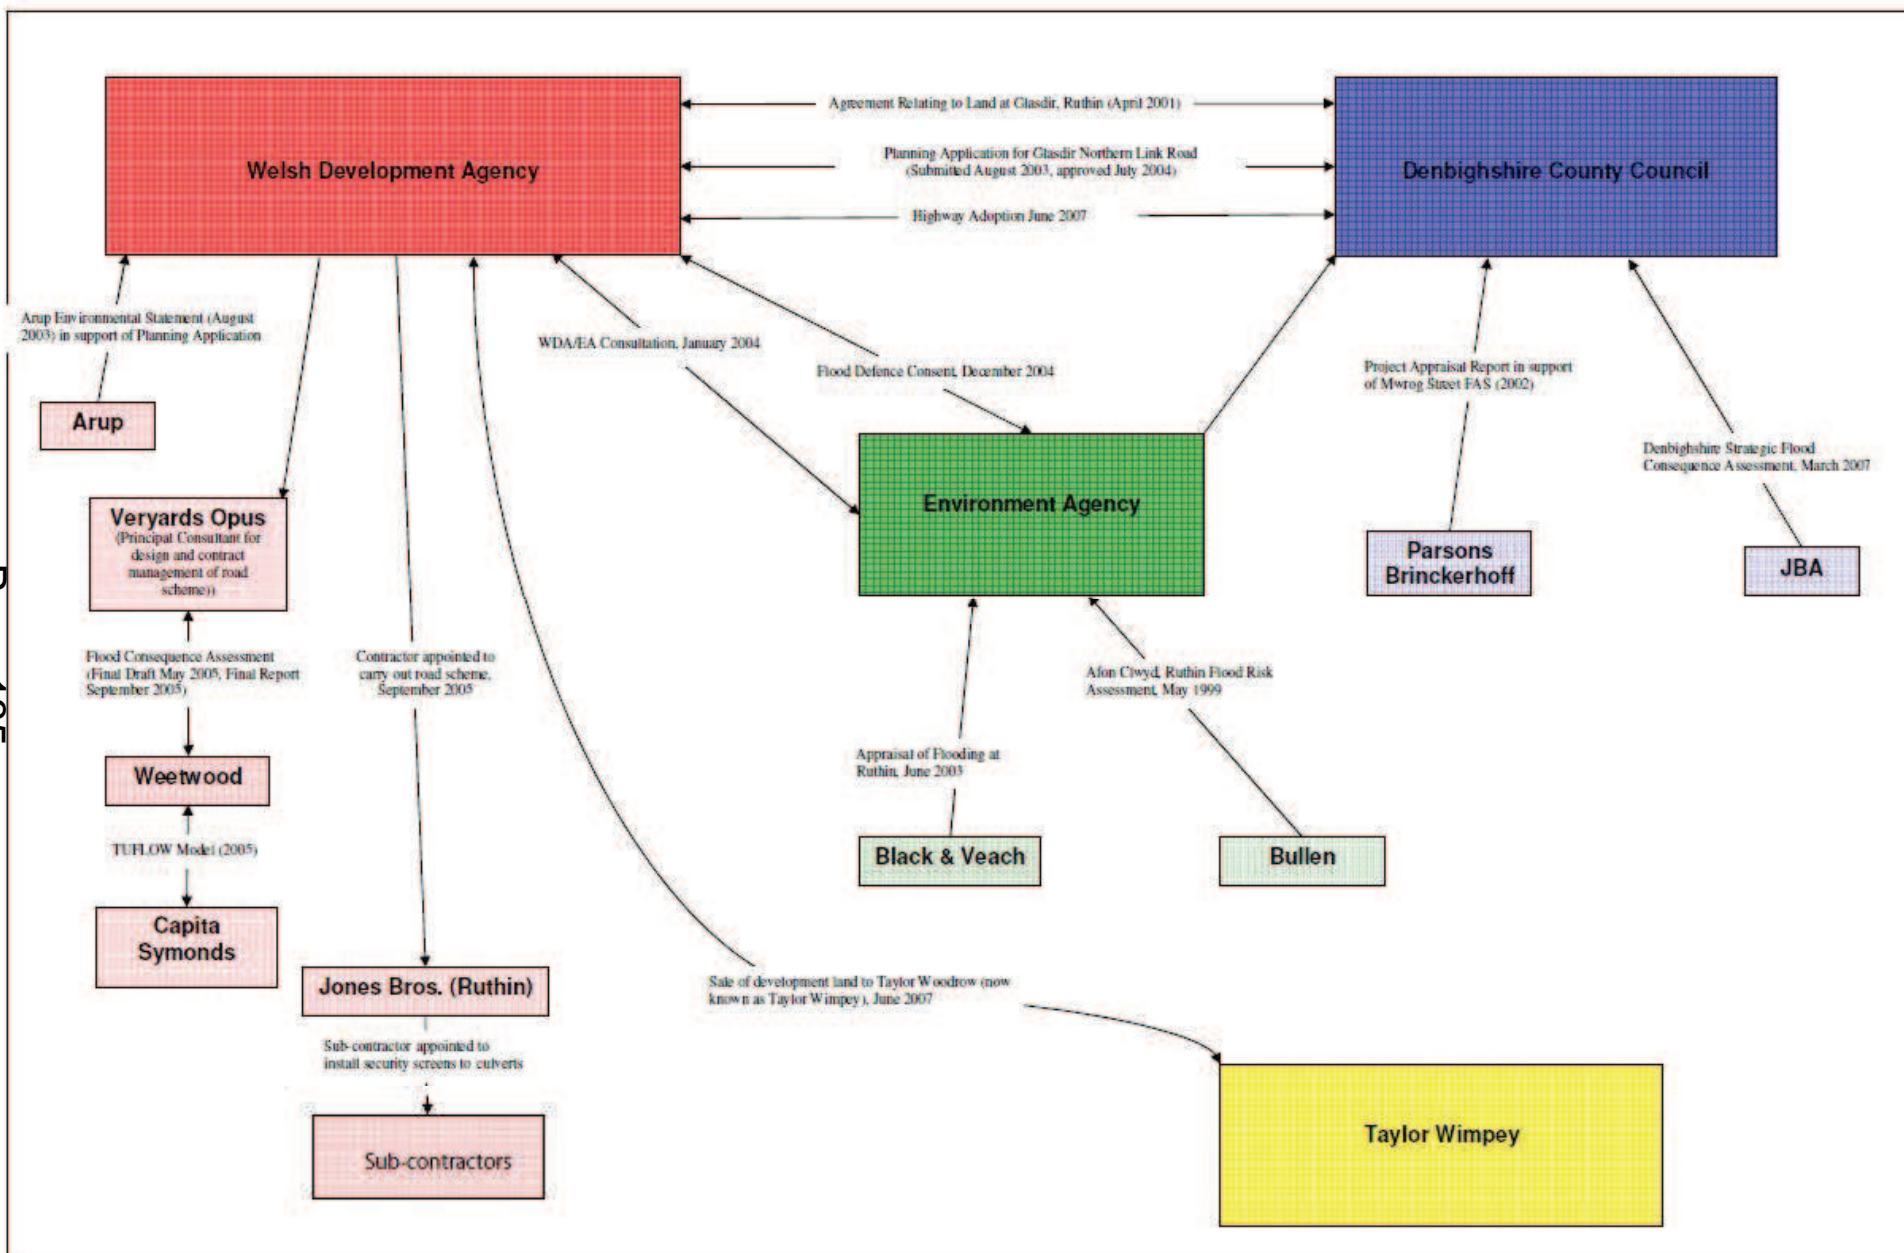 Agreement Relating to Land at Glasdir, Ruthin (April 2001)
Welsh Development Agency
Planning Application for Glasdir Northern Link Road
(Submitted August 2003, approved July 2004)
Denbighshire County Council
Highway Adoption June 2007
Arup Environmental Statement (August
2003) in support of Planning Application
WDA/EA Consultation, January 2004
Flood Defence Consent, December 2004
Project Appraisal Report in support
of Mwrog Street FAS (2002)
Arup
Denbighshire Strategic Flood
Consequence Assessment, March 2007
Veryards Opus
(Principal Consultant for
design and contract
management of road
scheme))
Environment Agency
Parsons
Brinckerhoff
JBA
Flood Consequence Assessment
(Final Draft May 2005, Final Report
September 2005)
Contractor appointed to
carry out road scheme,
September 2005
Afon Clwyd, Ruthin Flood Risk
Assessment, May 1999
Appraisal of Flooding at
Ruthin, June 2003
Weetwood
TUFLOW Model (2005)
Black & Veach
Bullen
Capita
Symonds
Jones Bros. (Ruthin)
Sale of development land to Taylor Woodrow (now
known as Taylor Wimpey), June 2007
Sub-contractor appointed to
install security screens to culverts
Taylor Wimpey
Sub-contractors